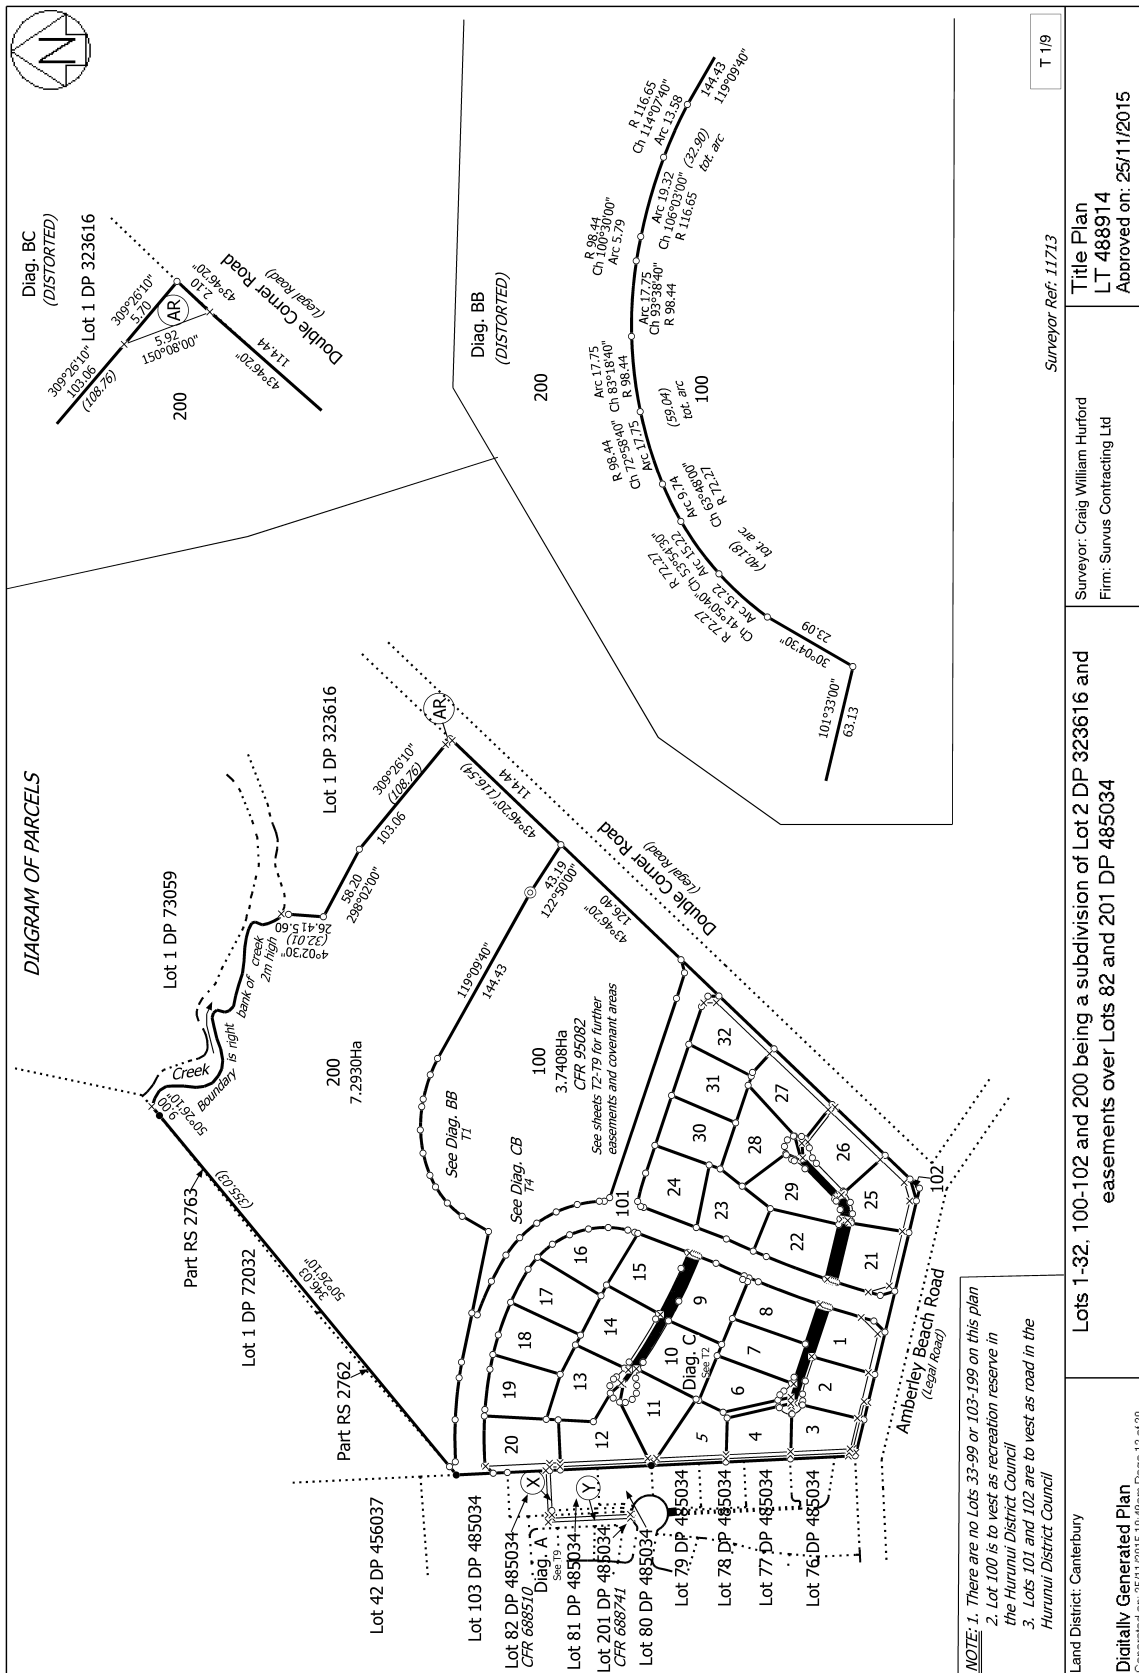 DIAGRAM OF PARCELS
N
Diag. BC
(DISTORTED)
Lot 1 DP 323616
309°26'10"
103.06
(108.76)
309°26'10"
5.70
AR
5.92
150°08'00"
2.10
43°46'20"
200
114.44
43°46'20"
Double Corner Road
(Legal Road)
Diag. BB
(DISTORTED)
200
100
101°33'00"
63.13
30°04'30"
23.09
R 72.27
Ch 41°50'40"
Arc 15.22
R 72.27
Ch 53°54'30"
Arc 15.22
(40.18)
tot. arc
Arc 9.74
Ch 63°48'00"
R 72.27
R 98.44
Ch 72°58'40"
Arc 17.75
Arc 17.75
Ch 83°18'40"
R 98.44
(59.04)
tot. arc
Arc 17.75
Ch 93°38'40"
R 98.44
R 98.44
Ch 100°30'00"
Arc 5.79
Arc 19.32
Ch 106°03'00"
R 116.65
(32.90)
tot. arc
R 116.65
Ch 114°07'40"
Arc 13.58
144.43
119°09'40"
Lot 1 DP 73059
Creek
Boundary is right bank of creek
2m high
9.00
50°26'10"
Part RS 2763
(355.03)
Lot 1 DP 72032
346.03
50°26'10"
Part RS 2762
26.41
5.60
(32.01)
4°02'30"
58.20
298°02'00"
Lot 1 DP 323616
309°26'10"
(108.76)
103.06
AR
43°46'20" (116.54)
114.44
43.19
122°50'00"
126.40
43°46'20"
Double Corner Road
(Legal Road)
119°09'40"
144.43
200
7.2930Ha
See Diag. BB
T1
See Diag. CB
T4
100
3.7408Ha
CFR 95082
See sheets T2-T9 for further
easements and covenant areas
101
102
1
2
3
4
5
6
7
8
9
10
11
12
13
14
15
16
17
18
19
20
21
22
23
24
25
26
27
28
29
30
31
32
Diag. C
See T2
Amberley Beach Road
(Legal Road)
Lot 42 DP 456037
Lot 103 DP 485034
Lot 82 DP 485034
CFR 688510
Diag. A
See T9
X
Y
Lot 81 DP 485034
Lot 201 DP 485034
CFR 688741
Lot 80 DP 485034
Lot 79 DP 485034
Lot 78 DP 485034
Lot 77 DP 485034
Lot 76 DP 485034
NOTE: 1. There are no Lots 33-99 or 103-199 on this plan
2. Lot 100 is to vest as recreation reserve in
the Hurunui District Council
3. Lots 101 and 102 are to vest as road in the
Hurunui District Council
T 1/9
Surveyor Ref: 11713
Land District: Canterbury
Digitally Generated Plan
Lots 1-32, 100-102 and 200 being a subdivision of Lot 2 DP 323616 and
easements over Lots 82 and 201 DP 485034
Surveyor: Craig William Hurford
Firm: Survus Contracting Ltd
Title Plan
LT 488914
Approved on: 25/11/2015